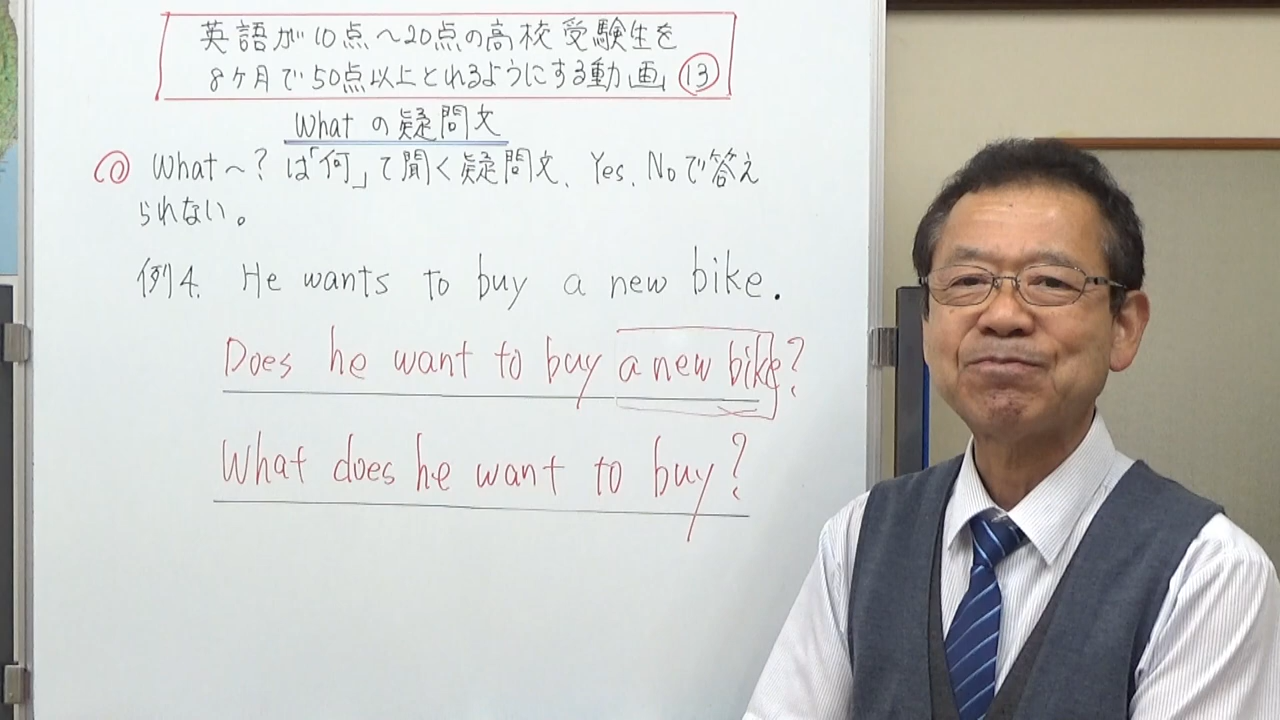 英語が10点〜20点の高校受験生を
8ヶ月で50点以上とれるようにする動画」⑬
Whatの疑問文
◎ What〜?は「何」て聞く疑問文、Yes、Noで答え
られない。
例4. He wants to buy a new bike.
Does he want to buy a new bike?
What does he want to buy?